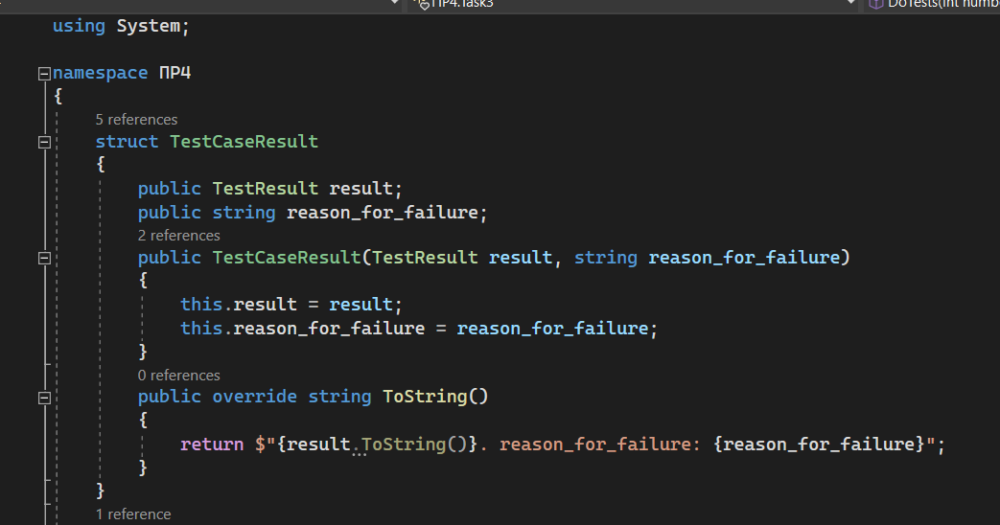 ПР4.Task3 DoTests(int numb
using System;
namespace ПР4
{
5 references
struct TestCaseResult
{
public TestResult result;
public string reason_for_failure;
2 references
public TestCaseResult(TestResult result, string reason_for_failure)
{
this.result = result;
this.reason_for_failure = reason_for_failure;
}
0 references
public override string ToString()
{
return $"{result.ToString()}. reason_for_failure: {reason_for_failure}";
}
}
1 reference